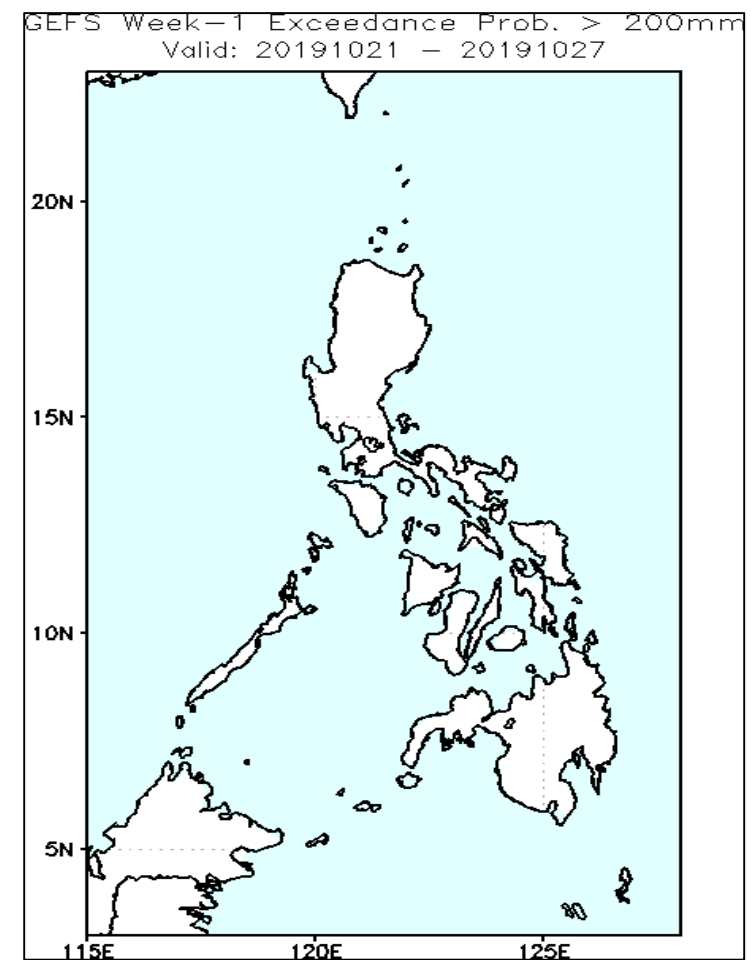 GEFS Week-1 Exceedance Prob. > 200mm
Valid: 20191021 - 20191027
20N
15N
10N
5N
115E 120E 125E